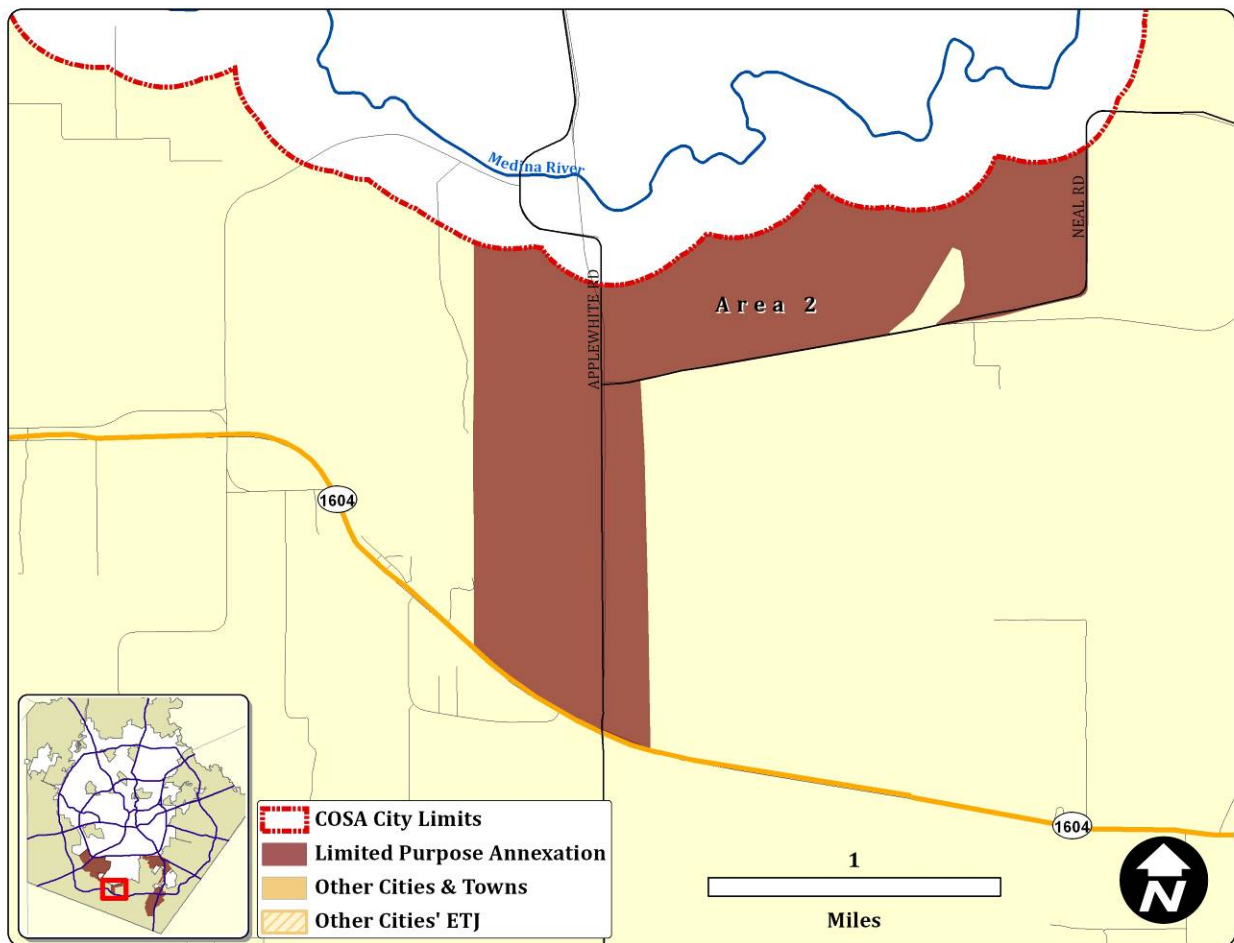 Medina River
NEAL RD
APPLEWHITE RD
Area 2
1604
1604
COSA City Limits
Limited Purpose Annexation
Other Cities & Towns
Other Cities' ETJ
1
Miles
N